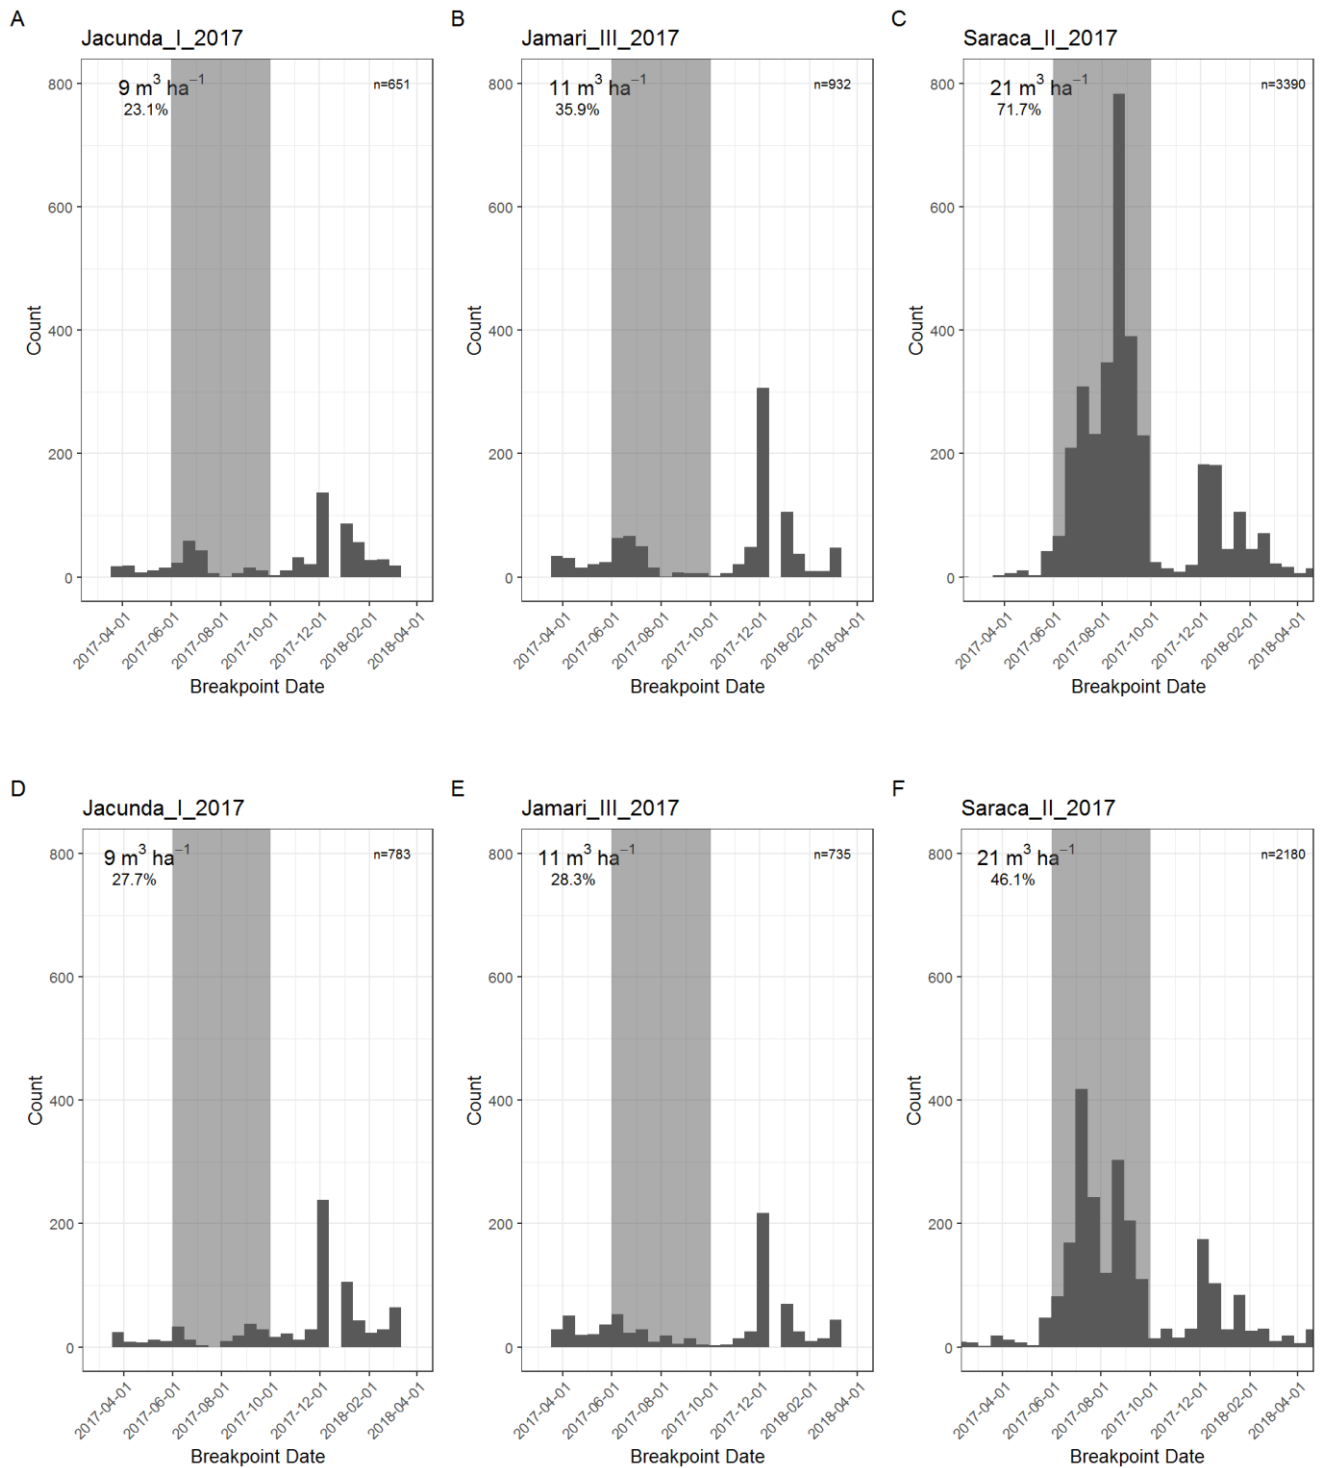 A
Jacunda_I_2017
9 m³ ha⁻¹
23.1%
n=651
800
600
400
200
0
Count
2017-04-01
2017-06-01
2017-08-01
2017-10-01
2017-12-01
2018-02-01
2018-04-01
Breakpoint Date
B
Jamari_III_2017
11 m³ ha⁻¹
35.9%
n=932
800
600
400
200
0
Count
2017-04-01
2017-06-01
2017-08-01
2017-10-01
2017-12-01
2018-02-01
2018-04-01
Breakpoint Date
C
Saraca_II_2017
21 m³ ha⁻¹
71.7%
n=3390
800
600
400
200
0
Count
2017-04-01
2017-06-01
2017-08-01
2017-10-01
2017-12-01
2018-02-01
2018-04-01
Breakpoint Date
D
Jacunda_I_2017
9 m³ ha⁻¹
27.7%
n=783
800
600
400
200
0
Count
2017-04-01
2017-06-01
2017-08-01
2017-10-01
2017-12-01
2018-02-01
2018-04-01
Breakpoint Date
E
Jamari_III_2017
11 m³ ha⁻¹
28.3%
n=735
800
600
400
200
0
Count
2017-04-01
2017-06-01
2017-08-01
2017-10-01
2017-12-01
2018-02-01
2018-04-01
Breakpoint Date
F
Saraca_II_2017
21 m³ ha⁻¹
46.1%
n=2180
800
600
400
200
0
Count
2017-04-01
2017-06-01
2017-08-01
2017-10-01
2017-12-01
2018-02-01
2018-04-01
Breakpoint Date